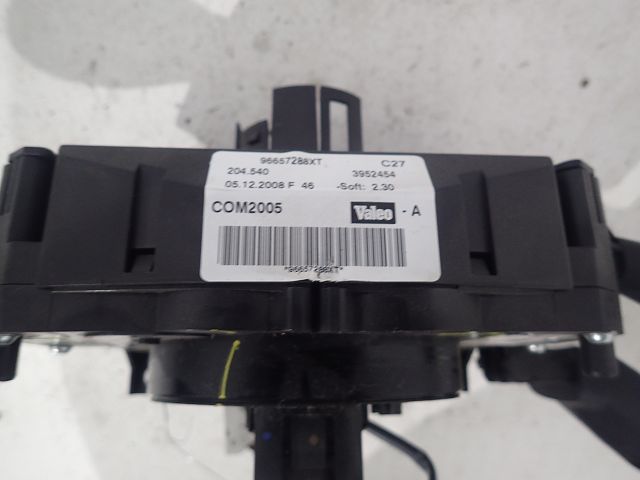 96657288XT C27
204.540 3952454
05.12.2008 F 46 -Soft: 2.30
COM2005 Valeo - A
*96657288XT*